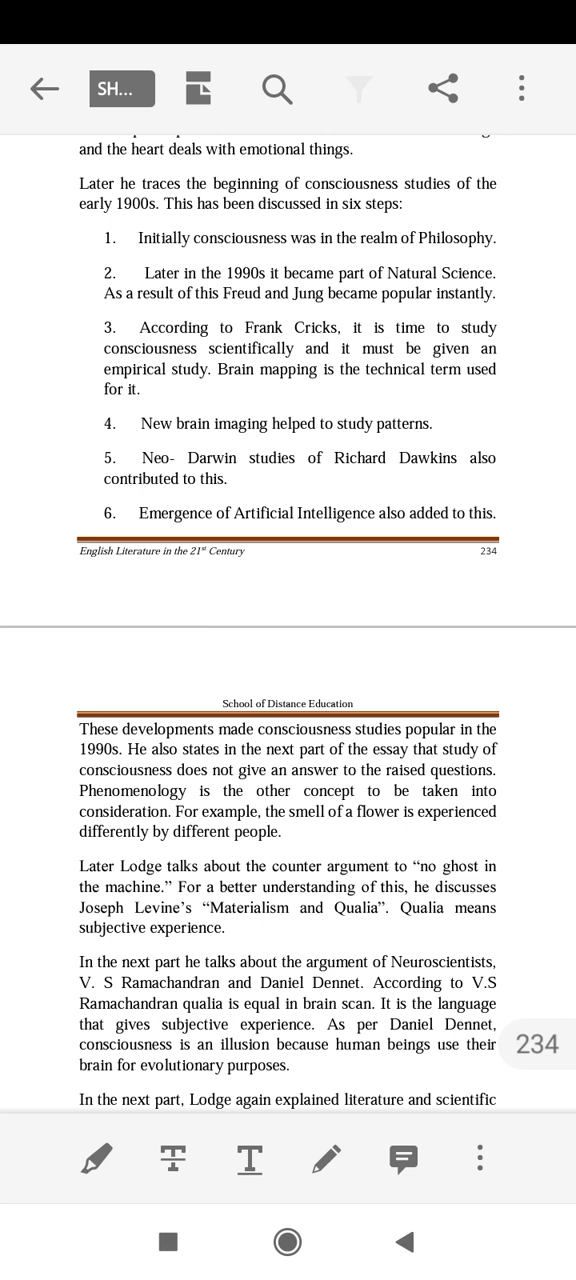 SH...
and the heart deals with emotional things.
Later he traces the beginning of consciousness studies of the
early 1900s. This has been discussed in six steps:
1. Initially consciousness was in the realm of Philosophy.
2. Later in the 1990s it became part of Natural Science.
As a result of this Freud and Jung became popular instantly.
3. According to Frank Cricks, it is time to study
consciousness scientifically and it must be given an
empirical study. Brain mapping is the technical term used
for it.
4. New brain imaging helped to study patterns.
5. Neo- Darwin studies of Richard Dawkins also
contributed to this.
6. Emergence of Artificial Intelligence also added to this.
English Literature in the 21st Century 234
School of Distance Education
These developments made consciousness studies popular in the
1990s. He also states in the next part of the essay that study of
consciousness does not give an answer to the raised questions.
Phenomenology is the other concept to be taken into
consideration. For example, the smell of a flower is experienced
differently by different people.
Later Lodge talks about the counter argument to “no ghost in
the machine.” For a better understanding of this, he discusses
Joseph Levine’s “Materialism and Qualia”. Qualia means
subjective experience.
In the next part he talks about the argument of Neuroscientists,
V. S Ramachandran and Daniel Dennet. According to V.S
Ramachandran qualia is equal in brain scan. It is the language
that gives subjective experience. As per Daniel Dennet,
consciousness is an illusion because human beings use their
brain for evolutionary purposes.
234
In the next part, Lodge again explained literature and scientific